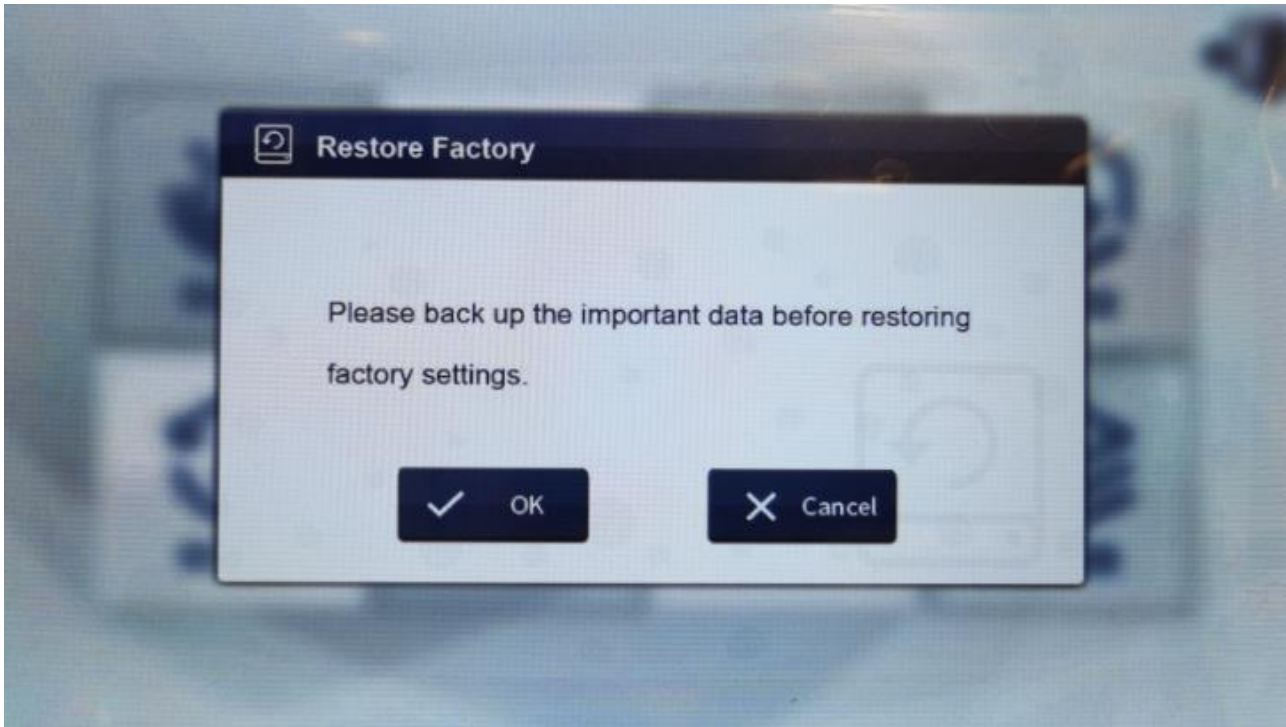 Restore Factory
Please back up the important data before restoring
factory settings.
OK
Cancel